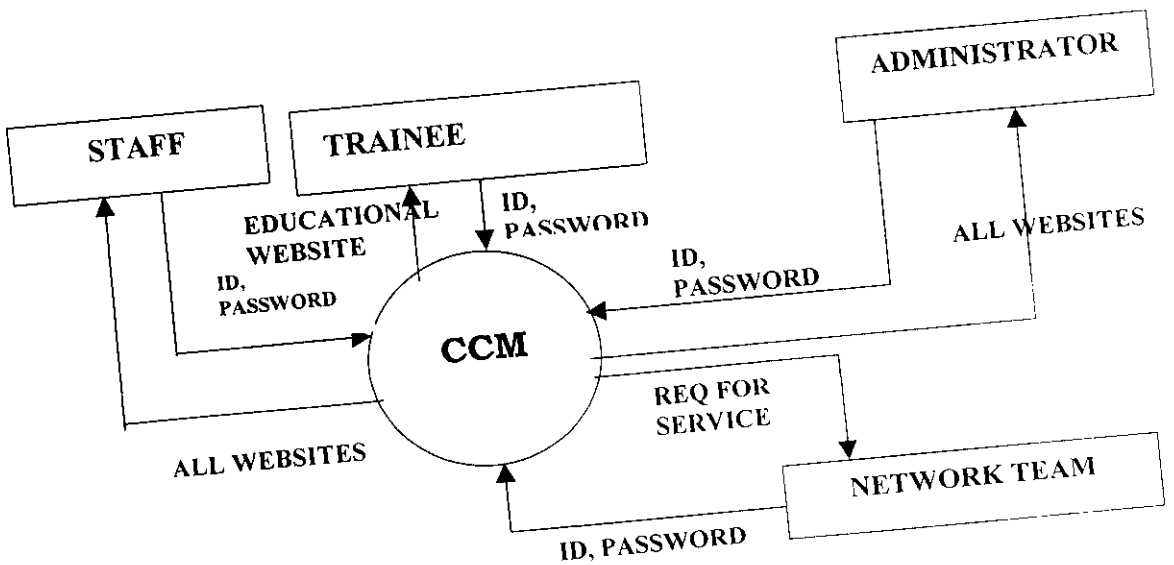 ADMINISTRATOR
STAFF
TRAINEE
EDUCATIONAL
WEBSITE
ID,
PASSWORD
ID,
PASSWORD
ID,
PASSWORD
ALL WEBSITES
CCM
REQ FOR
SERVICE
ALL WEBSITES
NETWORK TEAM
ID, PASSWORD